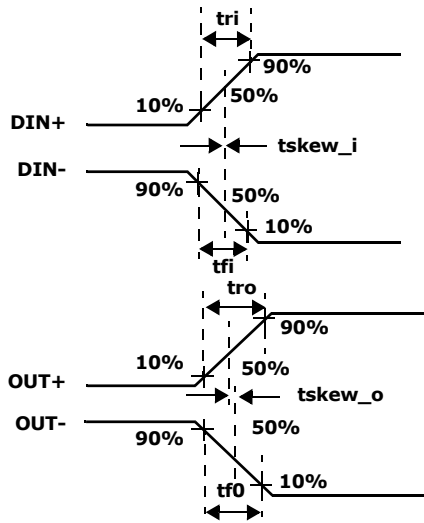 tri
90%
10%
50%
DIN+
tskew_i
DIN-
90%
50%
10%
tfi
tro
90%
10%
50%
OUT+
tskew_o
OUT-
50%
90%
10%
tf0